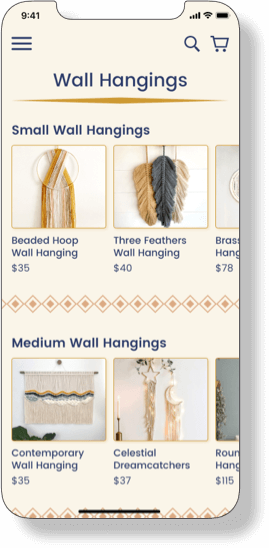 9:41
Wall Hangings
Small Wall Hangings
Beaded Hoop
Wall Hanging
$35
Three Feathers
Wall Hanging
$40
Brass
Hang
$78
Medium Wall Hangings
Contemporary
Wall Hanging
$35
Celestial
Dreamcatchers
$37
Roun
Hang
$115